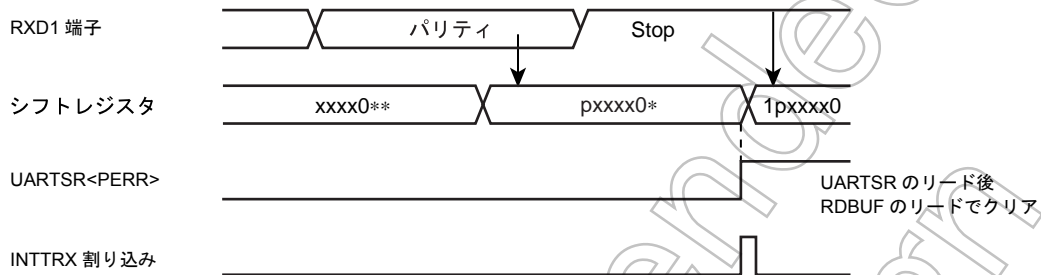 RXD1 端子
パリティ
Stop
シフトレジスタ
xxxx0**
pxxxx0*
1pxxxx0
UARTSR<PERR>
UARTSR のリード後
RDBUF のリードでクリア
INTTRX 割り込み